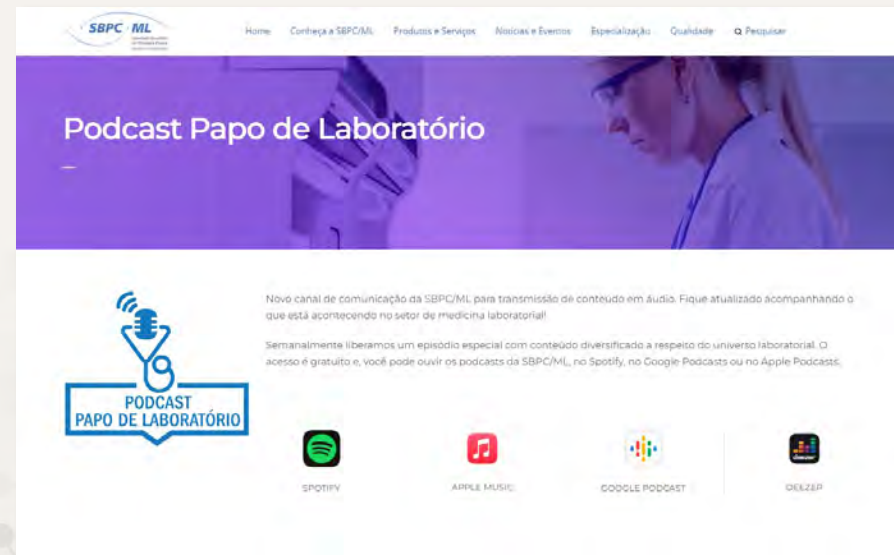 SBPC ML
Home Conheça a SBPC/ML Produtos e Serviços Notícias e Eventos Especialização Qualidade Pesquisar
Podcast Papo de Laboratório
Novo canal de comunicação da SBPC/ML para transmissão de conteúdo em áudio. Fique atualizado acompanhando o
que está acontecendo no setor de medicina laboratorial!
Semanalmente liberamos um episódio especial com conteúdo diversificado a respeito do universo laboratorial. O
acesso é gratuito e, você pode ouvir os podcasts da SBPC/ML, no Spotify, no Google Podcasts ou no Apple Podcasts.
PODCAST
PAPO DE LABORATÓRIO
deezer
SPOTIFY APPLE MUSIC GOOGLE PODCAST DEEZER